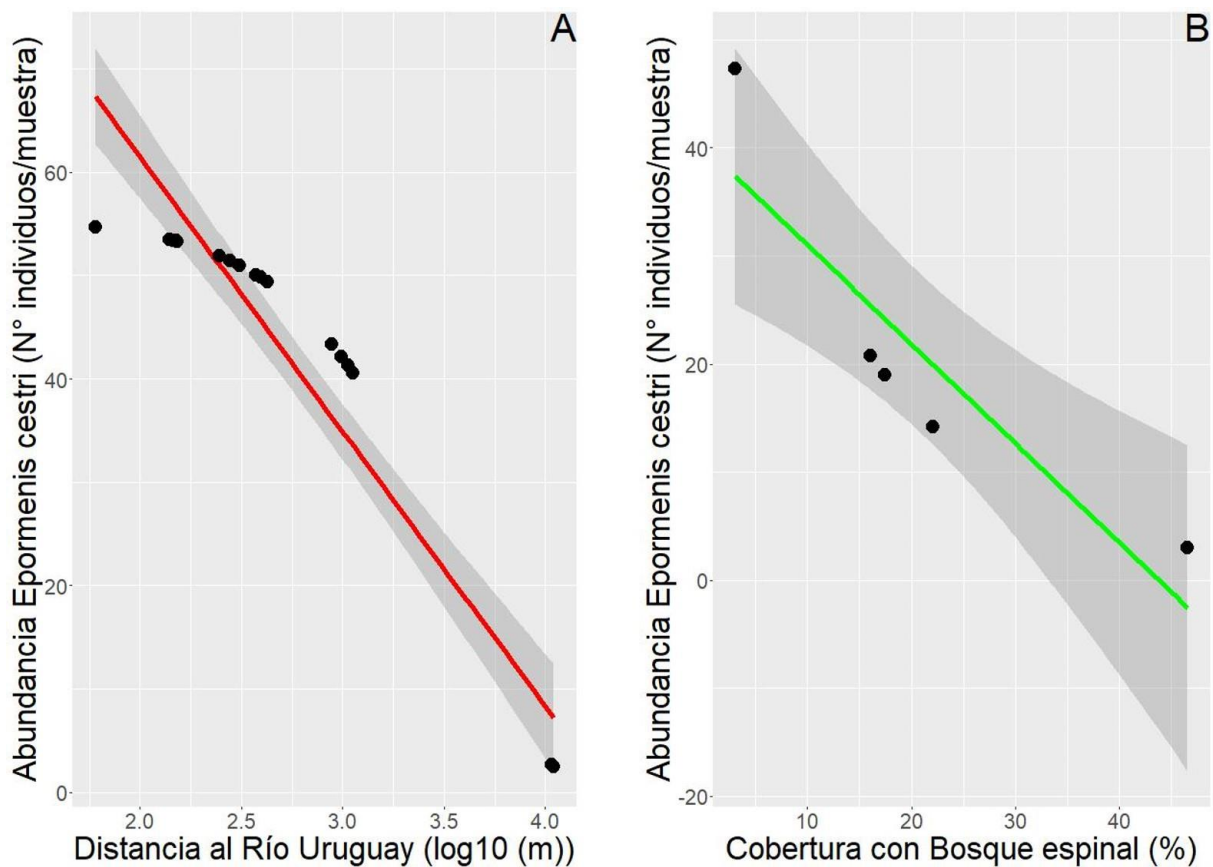 A
Abundancia Epormenis cestri (N° individuos/muestra)
60
40
20
0
2.0 2.5 3.0 3.5 4.0
Distancia al Río Uruguay (log10 (m))
B
Abundancia Epormenis cestri (N° individuos/muestra)
40
20
0
-20
10 20 30 40
Cobertura con Bosque espinal (%)